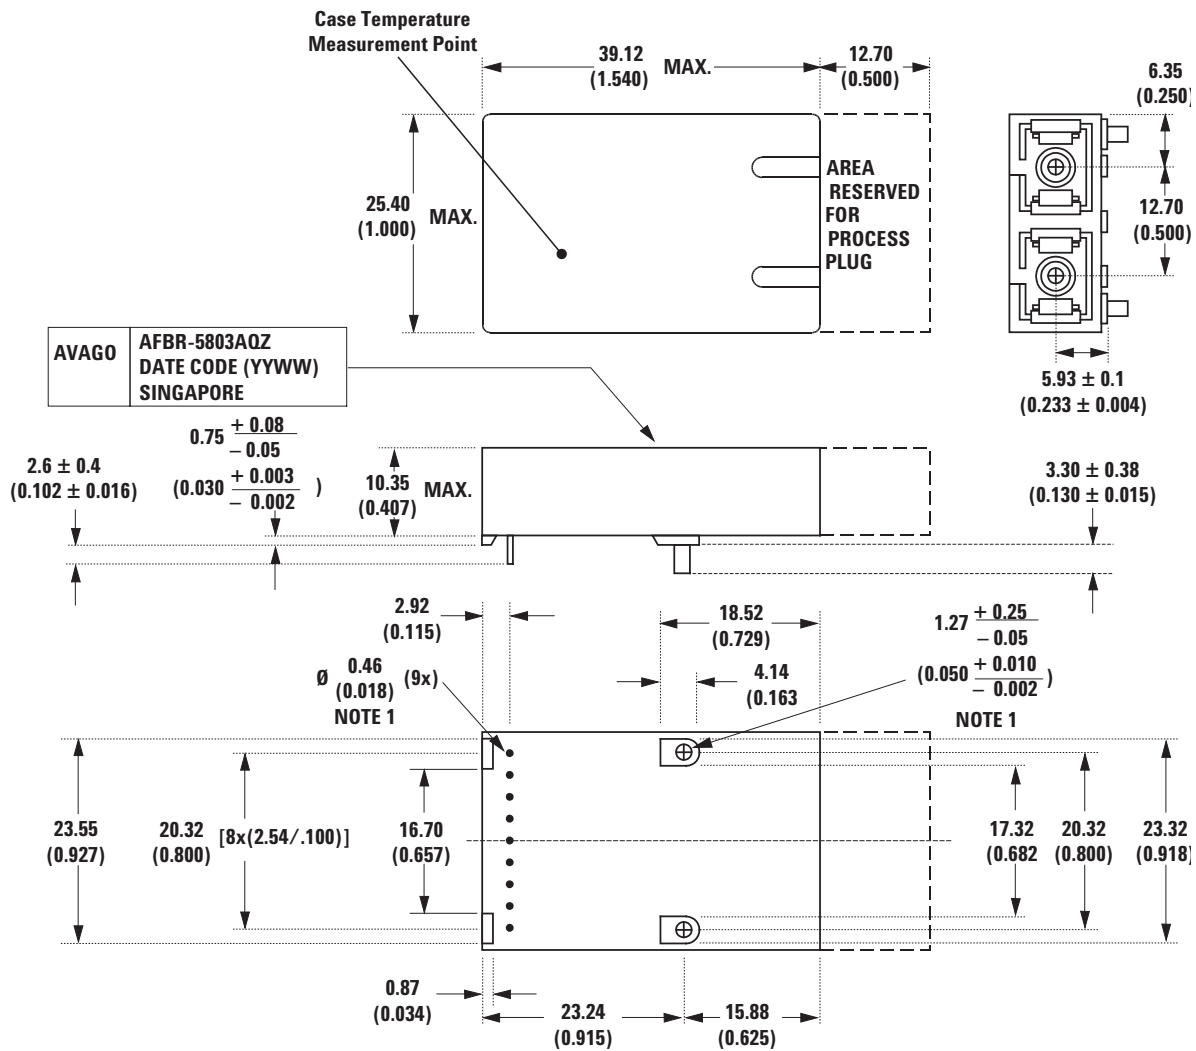 Case Temperature
Measurement Point
39.12
(1.540)
MAX.
12.70
(0.500)
6.35
(0.250)
25.40
(1.000)
MAX.
AREA
RESERVED
FOR
PROCESS
PLUG
12.70
(0.500)
AVAGO
AFBR-5803AQZ
DATE CODE (YYWW)
SINGAPORE
5.93 ± 0.1
(0.233 ± 0.004)
2.6 ± 0.4
(0.102 ± 0.016)
0.75 + 0.08
− 0.05
(0.030 + 0.003
− 0.002 )
10.35
(0.407)
MAX.
3.30 ± 0.38
(0.130 ± 0.015)
2.92
(0.115)
18.52
(0.729)
1.27 + 0.25
− 0.05
(0.050 + 0.010
− 0.002 )
NOTE 1
Ø 0.46
(0.018) (9x)
NOTE 1
4.14
(0.163
23.55
(0.927)
20.32
(0.800)
[8x(2.54/.100)]
16.70
(0.657)
17.32
(0.682
20.32
(0.800)
23.32
(0.918)
0.87
(0.034)
23.24
(0.915)
15.88
(0.625)